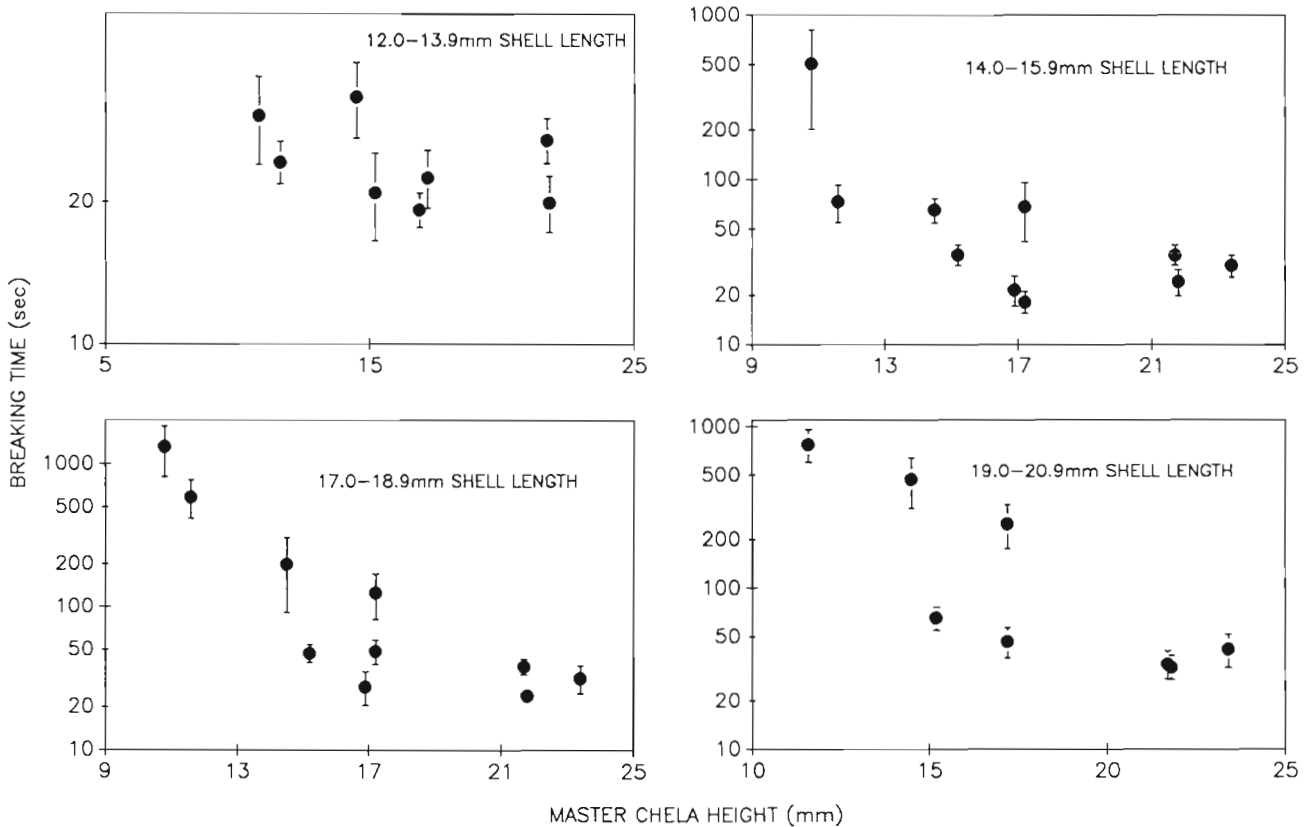 12.0-13.9mm SHELL LENGTH
20
10
5 15 25
1000
500
200
100
50
20
10
14.0-15.9mm SHELL LENGTH
9 13 17 21 25
1000
500
200
100
50
20
10
17.0-18.9mm SHELL LENGTH
9 13 17 21 25
1000
500
200
100
50
20
10
19.0-20.9mm SHELL LENGTH
10 15 20 25
BREAKING TIME (sec)
MASTER CHELA HEIGHT (mm)